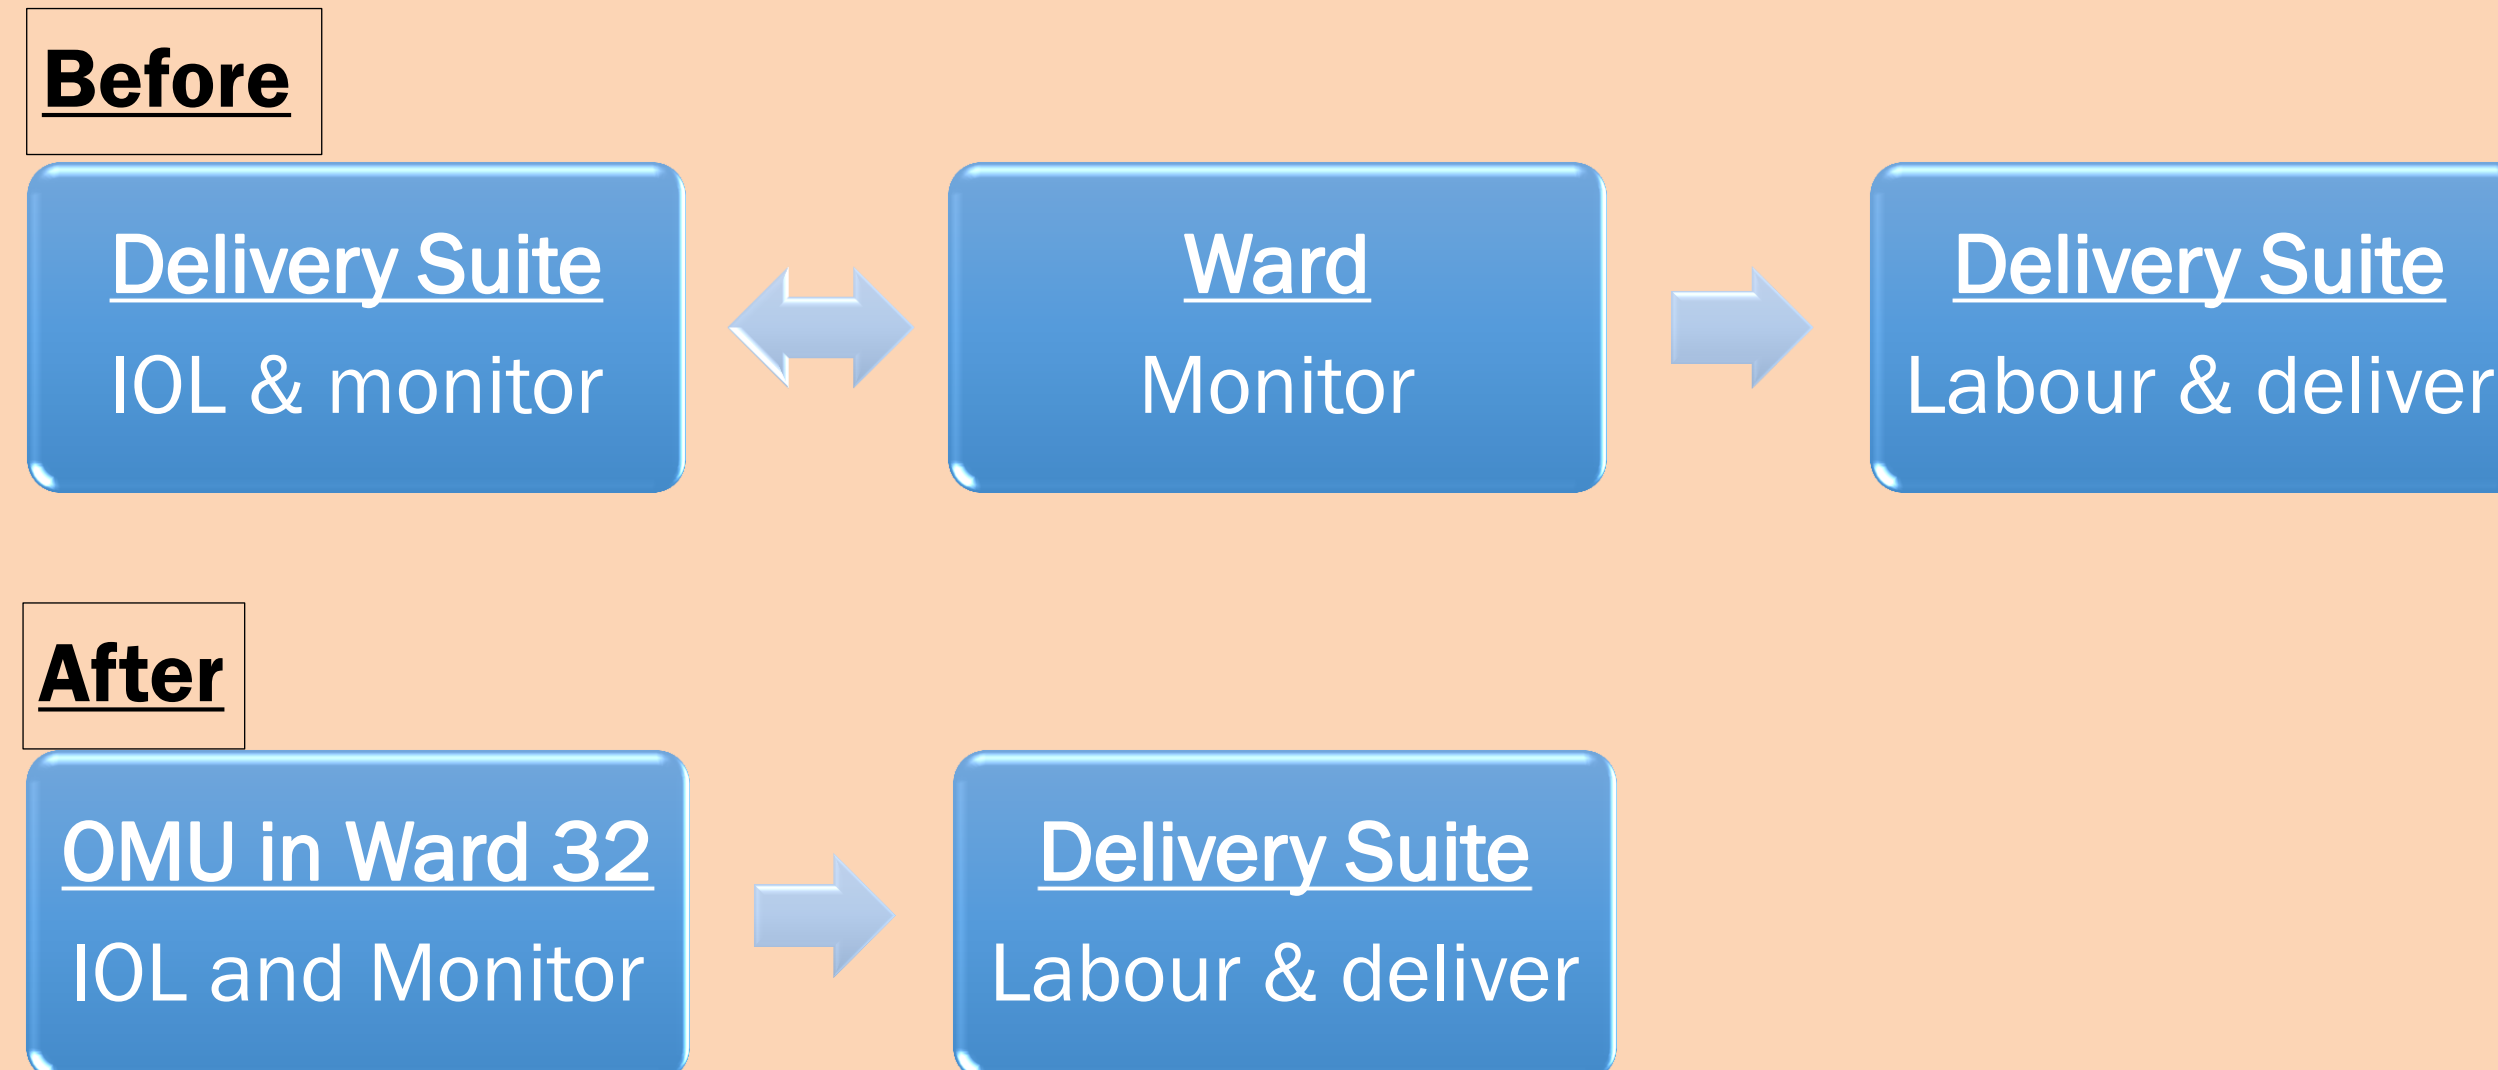 Before
Delivery Suite
IOL & monitor
Ward
Monitor
Delivery Suite
Labour & deliver
After
OMU in Ward 32
IOL and Monitor
Delivery Suite
Labour & deliver